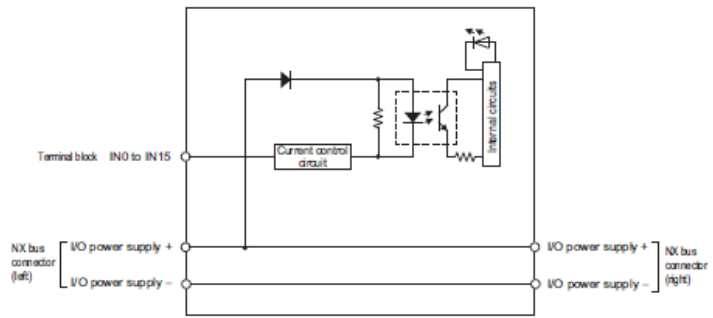 Internal circuits
Terminal block IN0 to IN15
Current control
circuit
NX bus
connector
(left)
I/O power supply +
I/O power supply –
I/O power supply +
I/O power supply –
NX bus
connector
(right)